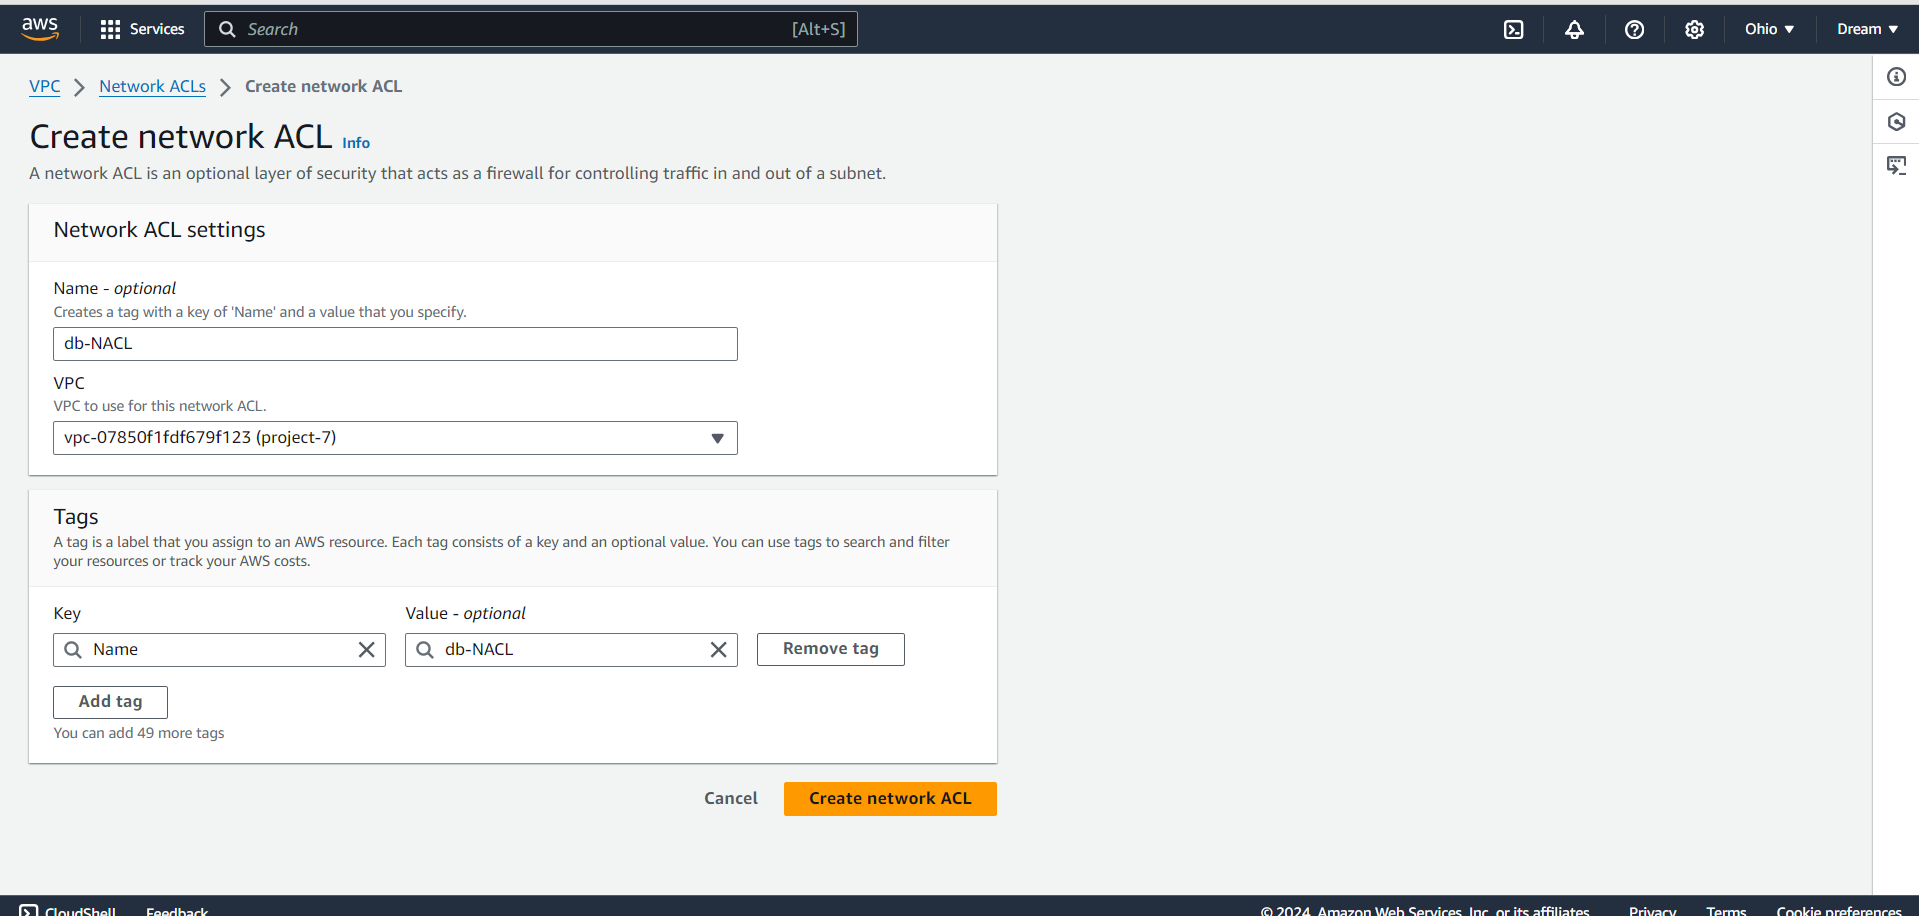 aws
Services
Search
[Alt+S]
Ohio
Dream
VPC
Network ACLs
Create network ACL
Create network ACL
Info
A network ACL is an optional layer of security that acts as a firewall for controlling traffic in and out of a subnet.
Network ACL settings
Name - optional
Creates a tag with a key of 'Name' and a value that you specify.
db-NACL
VPC
VPC to use for this network ACL.
vpc-07850f1fdf679f123 (project-7)
Tags
A tag is a label that you assign to an AWS resource. Each tag consists of a key and an optional value. You can use tags to search and filter
your resources or track your AWS costs.
Key
Value - optional
Name
db-NACL
Remove tag
Add tag
You can add 49 more tags
Cancel
Create network ACL
CloudShell
Feedback
© 2024, Amazon Web Services, Inc. or its affiliates.
Privacy
Terms
Cookie preferences